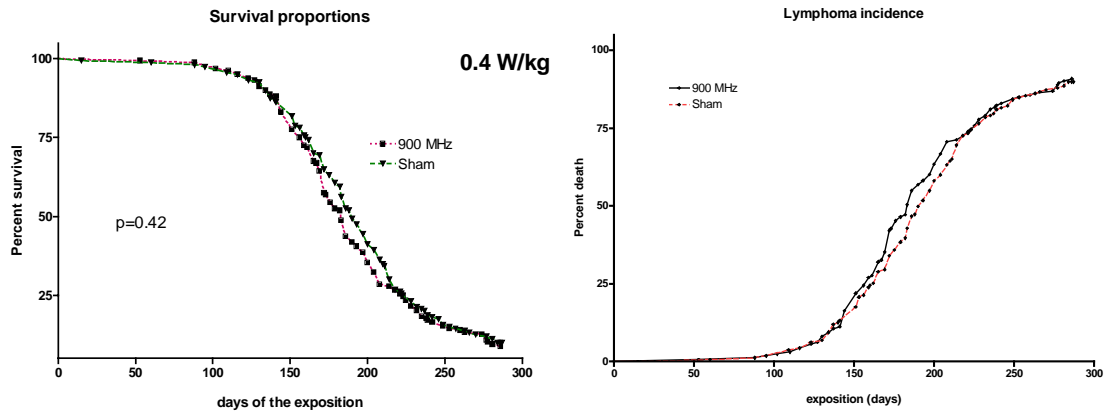 Survival proportions
0.4 W/kg
100
75
50
25
Percent survival
900 MHz
Sham
p=0.42
0 50 100 150 200 250 300
days of the exposition
Lymphoma incidence
100
75
50
25
0
Percent death
900 MHz
Sham
0 50 100 150 200 250 300
exposition (days)